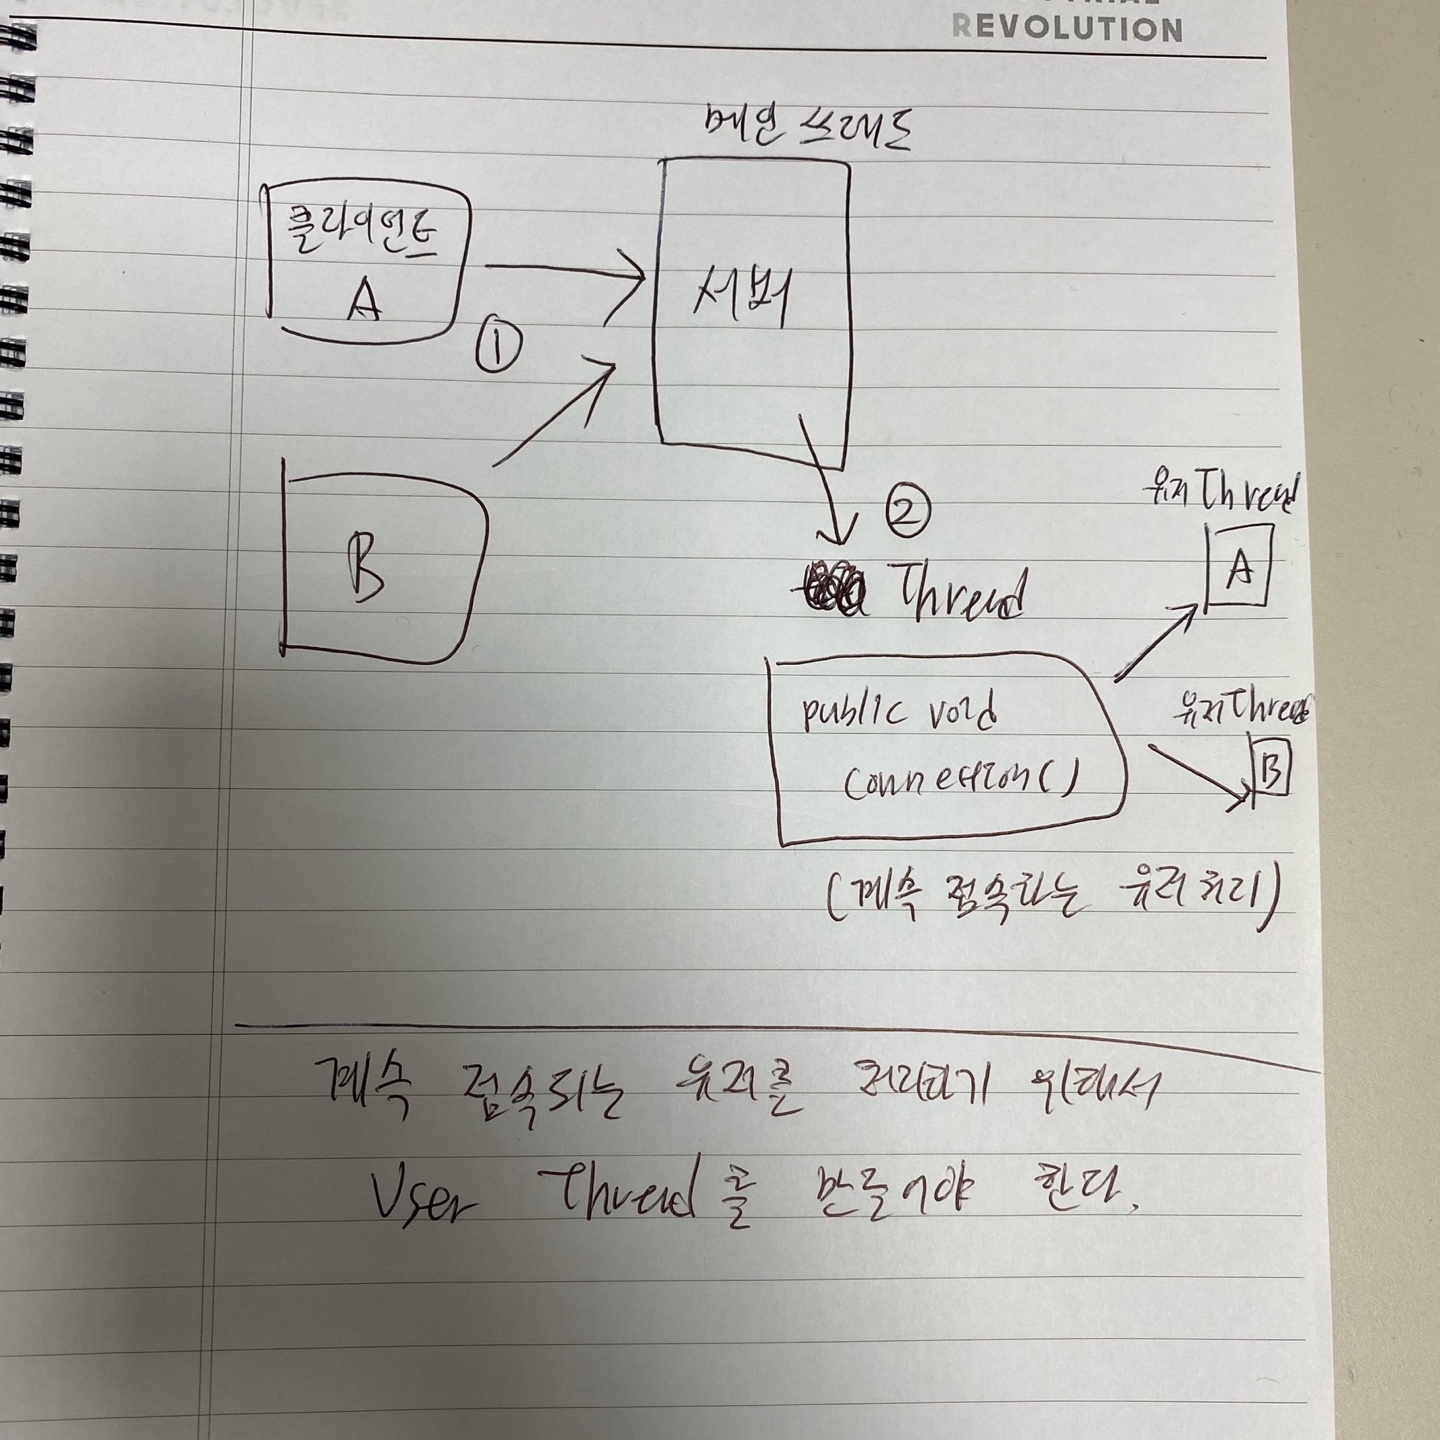 REVOLUTION
메인 쓰레드
클라이언트
A
서버
①
B
②
Thread
유저 Thread
A
public void
connection()
유저 Thread
B
(계속 접속하는 유저 처리)
계속 접속되는 유저를 처리하기 위해서
User Thread를 만들어야 한다.